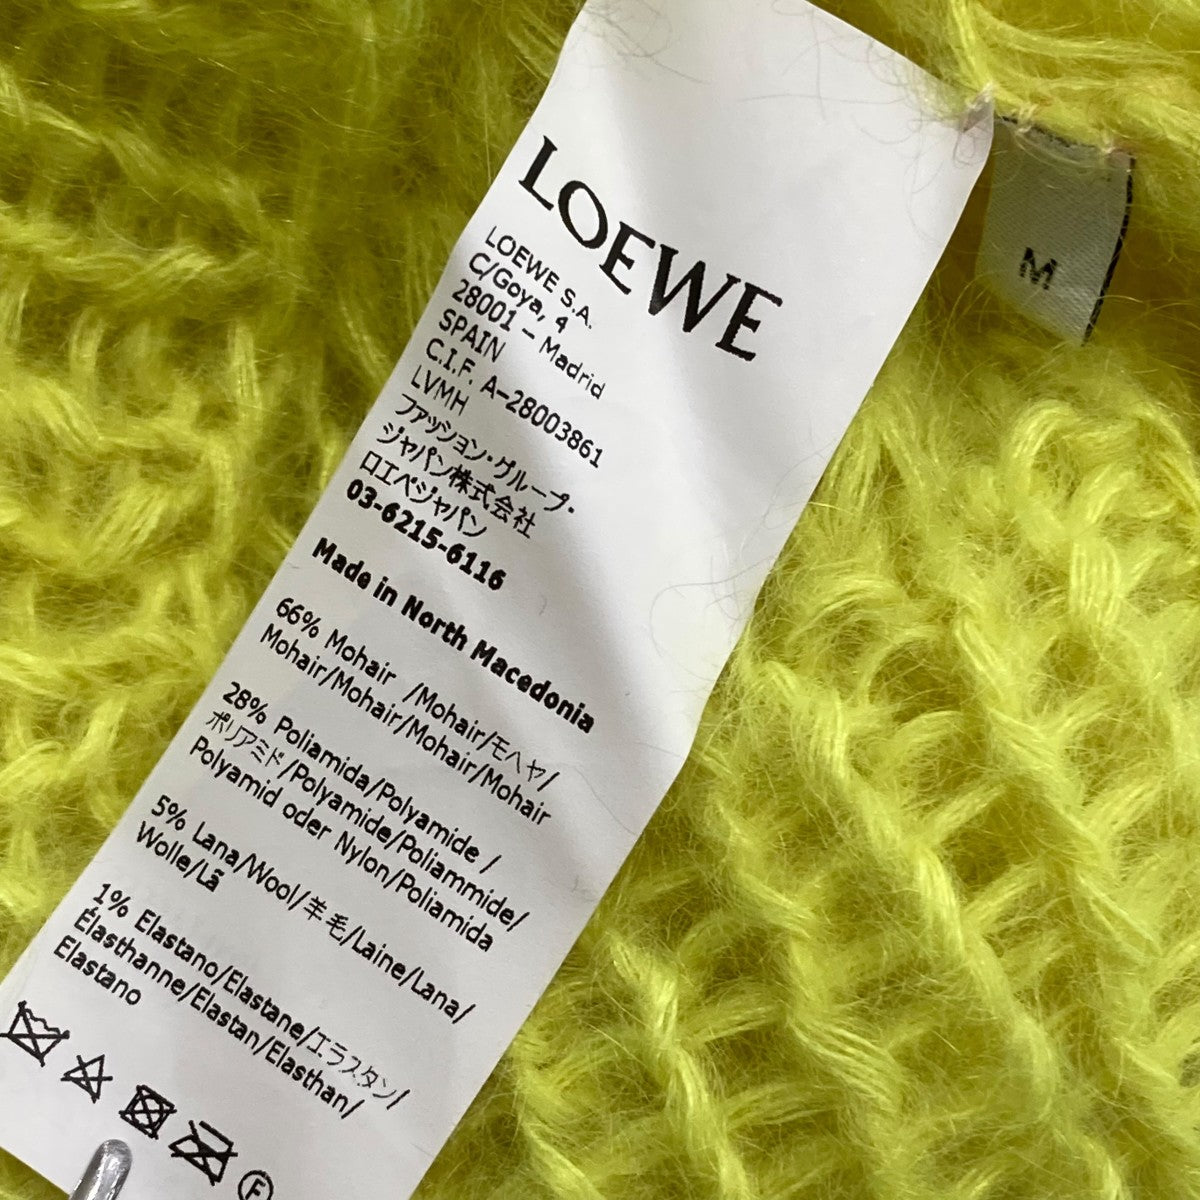 LOEWE
LOEWE S.A.
C/Goya, 4
28001 – Madrid
SPAIN
C.I.F. A-28003861
LVMH
ファッション・グループ・
ジャパン株式会社
ロエベジャパン
03-6215-6116
Made in North Macedonia
66% Mohair /Mohair/モヘヤ/
Mohair/Mohair/Mohair/Mohair
28% Poliamida/Polyamide /
ポリアミド/Polyamide/Poliammide/
Polyamid oder Nylon/Poliamida
5% Lana/Wool/羊毛/Laine/Lana/
Wolle/Lã
1% Elastano/Elastane/エラスタン/
Élasthanne/Elastan/Elasthan/
Elastano
F
M